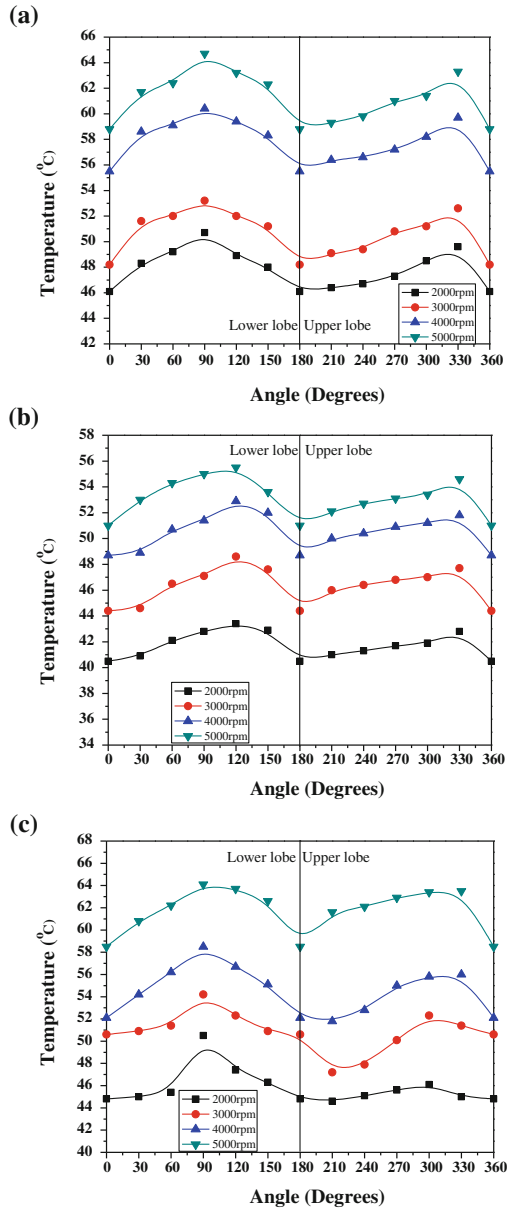 (a)
66
64
62
60
58
56
54
52
50
48
46
44
42
Temperature (°C)
Lower lobe Upper lobe
2000rpm
3000rpm
4000rpm
5000rpm
0 30 60 90 120 150 180 210 240 270 300 330 360
Angle (Degrees)
(b)
58
56
54
52
50
48
46
44
42
40
38
36
34
Temperature (°C)
Lower lobe Upper lobe
2000rpm
3000rpm
4000rpm
5000rpm
0 30 60 90 120 150 180 210 240 270 300 330 360
Angle (Degrees)
(c)
68
66
64
62
60
58
56
54
52
50
48
46
44
42
40
Temperature (°C)
Lower lobe Upper lobe
2000rpm
3000rpm
4000rpm
5000rpm
0 30 60 90 120 150 180 210 240 270 300 330 360
Angle (Degrees)